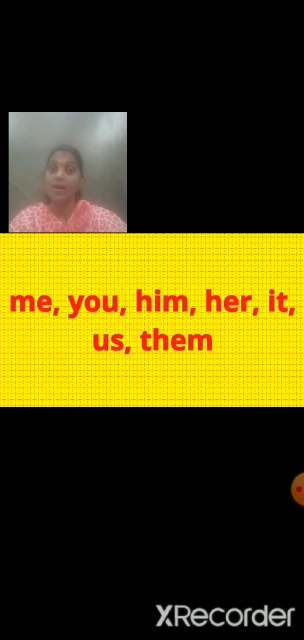 me, you, him, her, it,
us, them
XRecorder